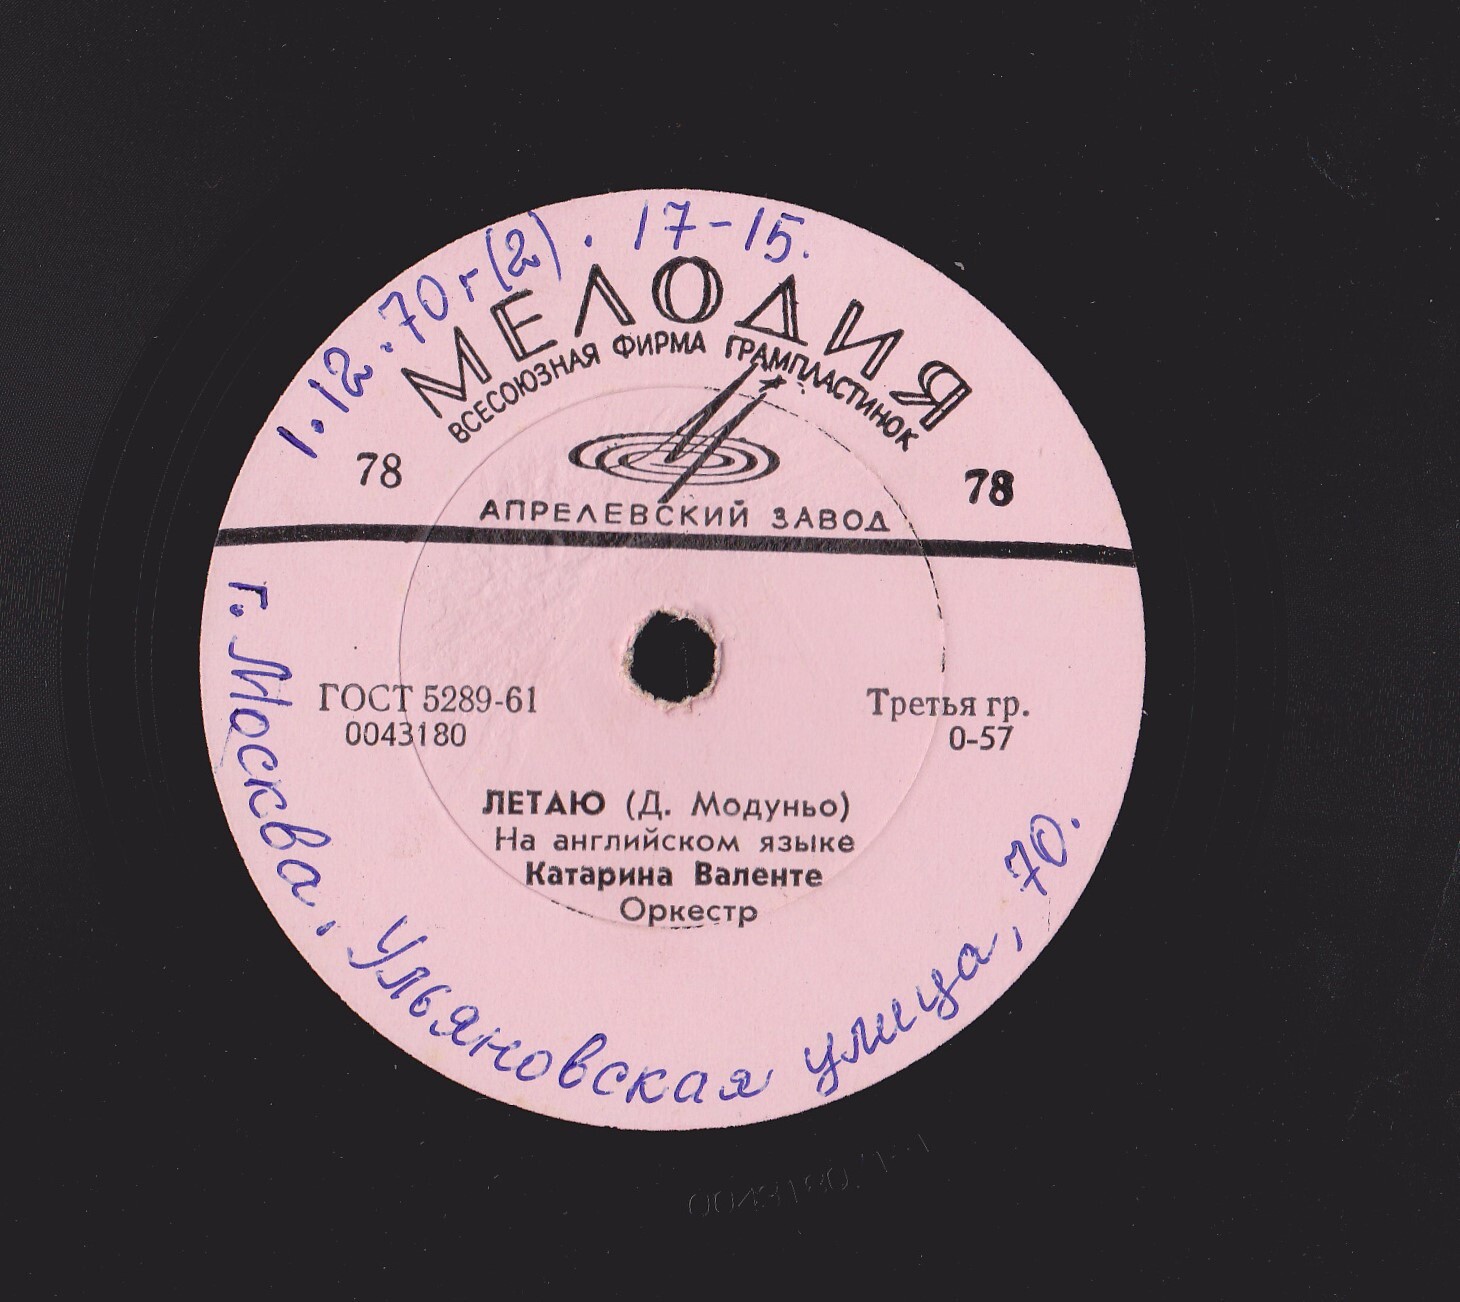 1.12.70г(2). 17-15.
МЕЛОДИЯ
ВСЕСОЮЗНАЯ ФИРМА ГРАМПЛАСТИНОК
78
78
АПРЕЛЕВСКИЙ ЗАВОД
ГОСТ 5289-61
0043180
Третья гр.
0-57
ЛЕТАЮ (Д. Модуньо)
На английском языке
Катарина Валенте
Оркестр
г. Москва, Ульяновская улица, 70.